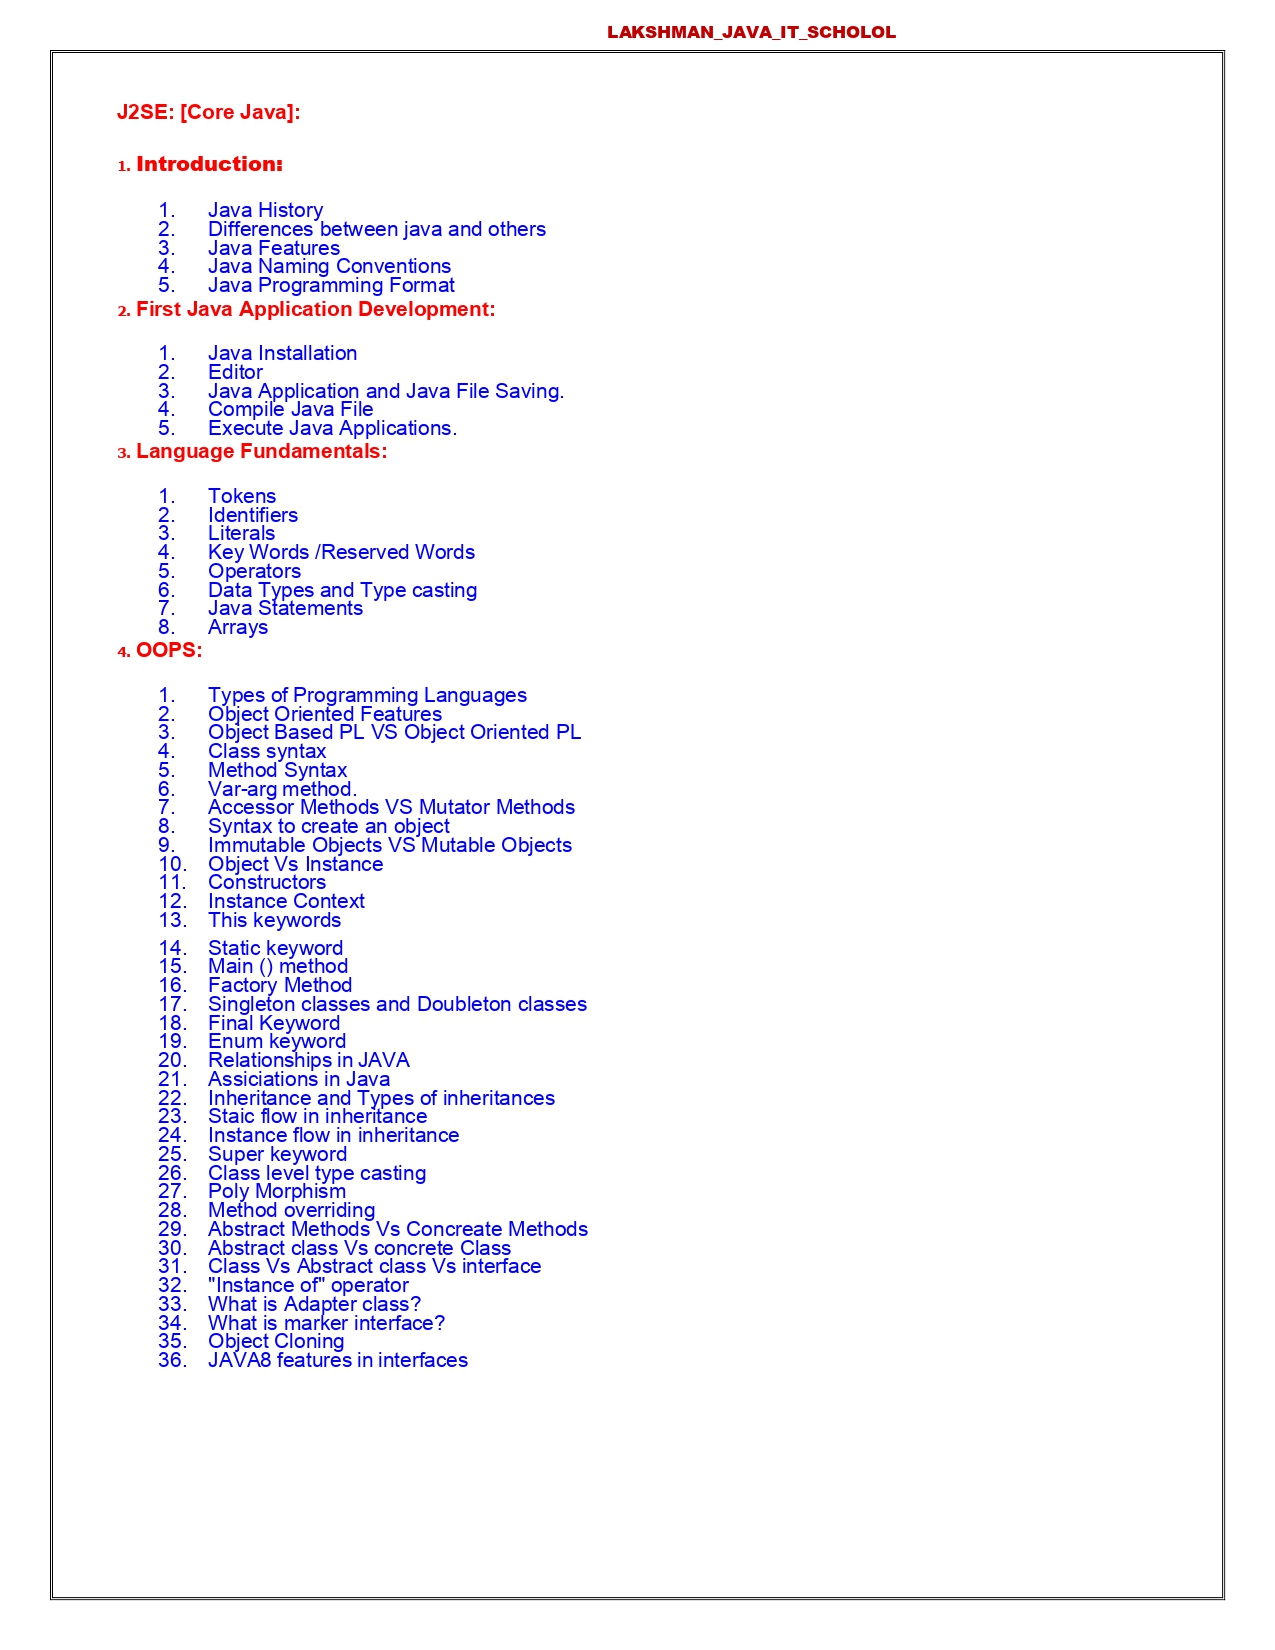 LAKSHMAN_JAVA_IT_SCHOLOL
J2SE: [Core Java]:
1. Introduction:
1. Java History
2. Differences between java and others
3. Java Features
4. Java Naming Conventions
5. Java Programming Format
2. First Java Application Development:
1. Java Installation
2. Editor
3. Java Application and Java File Saving.
4. Compile Java File
5. Execute Java Applications.
3. Language Fundamentals:
1. Tokens
2. Identifiers
3. Literals
4. Key Words /Reserved Words
5. Operators
6. Data Types and Type casting
7. Java Statements
8. Arrays
4. OOPS:
1. Types of Programming Languages
2. Object Oriented Features
3. Object Based PL VS Object Oriented PL
4. Class syntax
5. Method Syntax
6. Var-arg method.
7. Accessor Methods VS Mutator Methods
8. Syntax to create an object
9. Immutable Objects VS Mutable Objects
10. Object Vs Instance
11. Constructors
12. Instance Context
13. This keywords
14. Static keyword
15. Main () method
16. Factory Method
17. Singleton classes and Doubleton classes
18. Final Keyword
19. Enum keyword
20. Relationships in JAVA
21. Assiciations in Java
22. Inheritance and Types of inheritances
23. Staic flow in inheritance
24. Instance flow in inheritance
25. Super keyword
26. Class level type casting
27. Poly Morphism
28. Method overriding
29. Abstract Methods Vs Concreate Methods
30. Abstract class Vs concrete Class
31. Class Vs Abstract class Vs interface
32. "Instance of" operator
33. What is Adapter class?
34. What is marker interface?
35. Object Cloning
36. JAVA8 features in interfaces